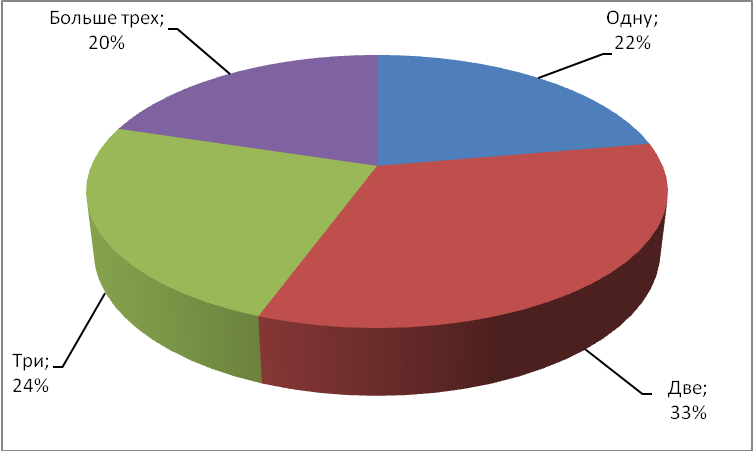 Больше трех;
20%
Одну;
22%
Три;
24%
Две;
33%